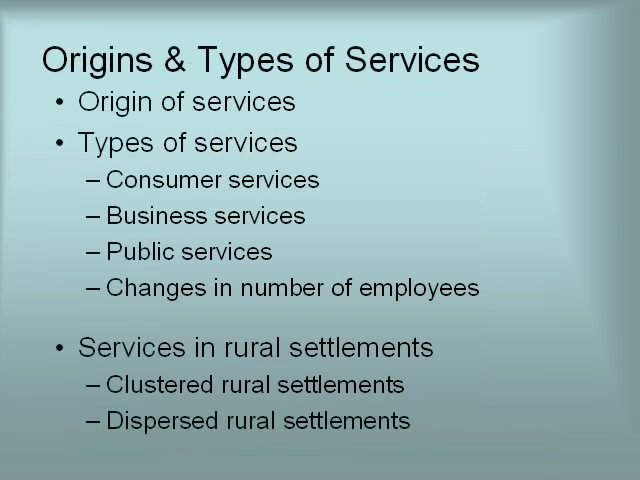 Origins & Types of Services
• Origin of services
• Types of services
– Consumer services
– Business services
– Public services
– Changes in number of employees
• Services in rural settlements
– Clustered rural settlements
– Dispersed rural settlements